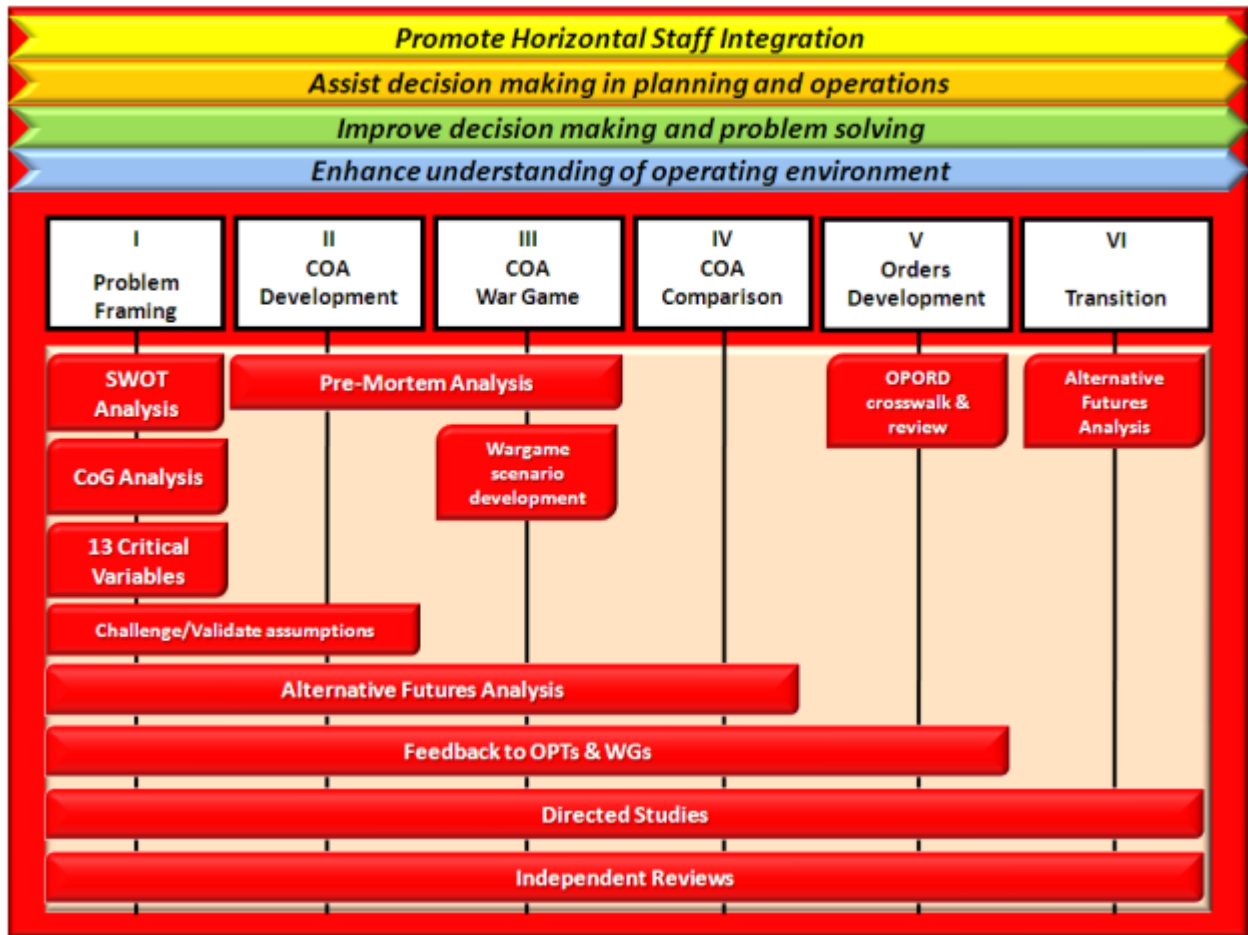 Promote Horizontal Staff Integration
Assist decision making in planning and operations
Improve decision making and problem solving
Enhance understanding of operating environment
I
Problem
Framing
II
COA
Development
III
COA
War Game
IV
COA
Comparison
V
Orders
Development
VI
Transition
SWOT
Analysis
Pre-Mortem Analysis
OPORD
crosswalk &
review
Alternative
Futures
Analysis
CoG Analysis
Wargame
scenario
development
13 Critical
Variables
Challenge/Validate assumptions
Alternative Futures Analysis
Feedback to OPTs & WGs
Directed Studies
Independent Reviews